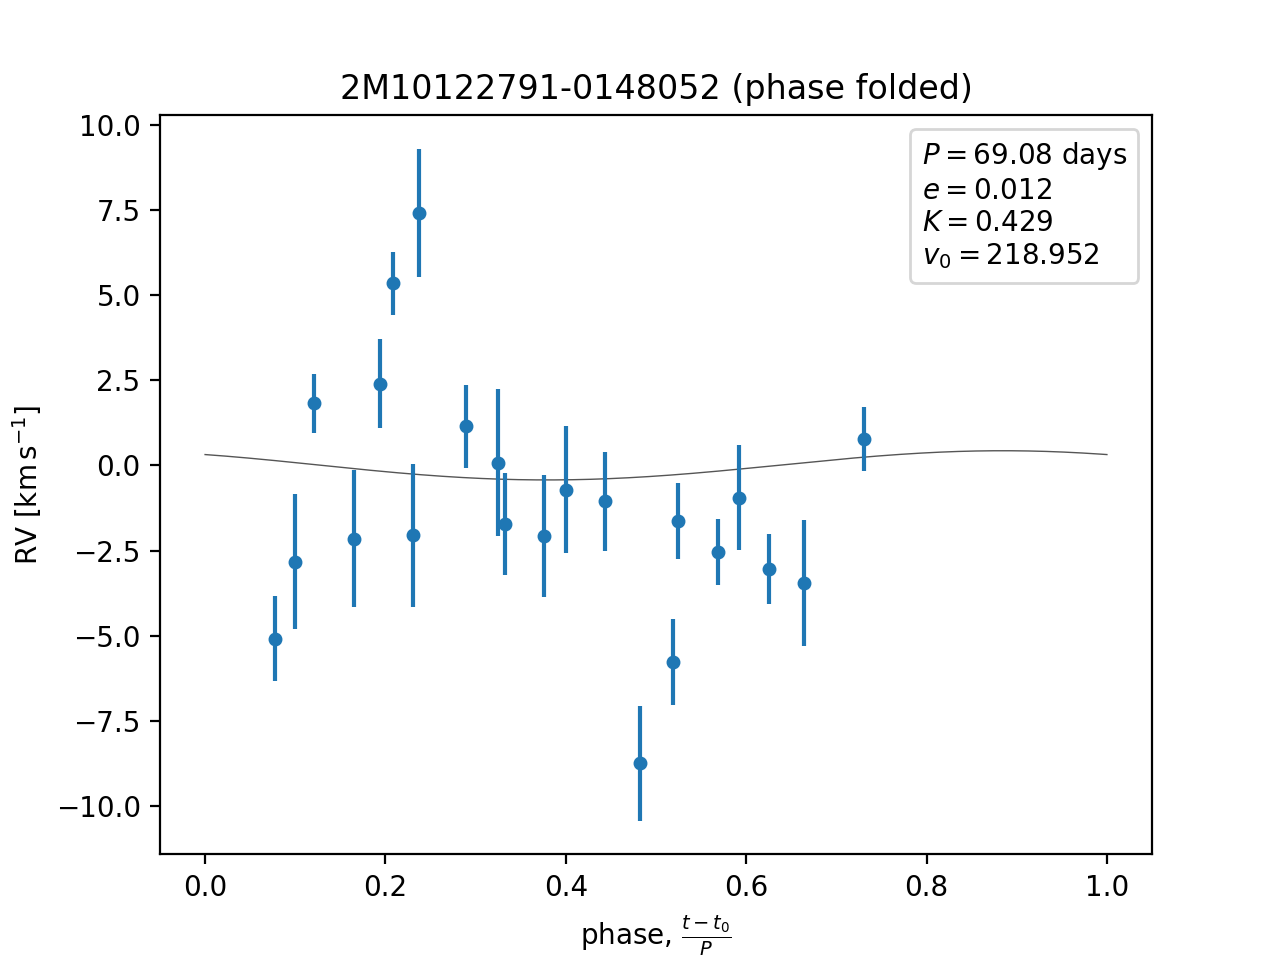 2M10122791-0148052 (phase folded)
P = 69.08 days
e = 0.012
K = 0.429
v₀ = 218.952
10.0
7.5
5.0
2.5
0.0
−2.5
−5.0
−7.5
−10.0
RV [km s⁻¹]
0.0 0.2 0.4 0.6 0.8 1.0
phase, (t − t₀)/P